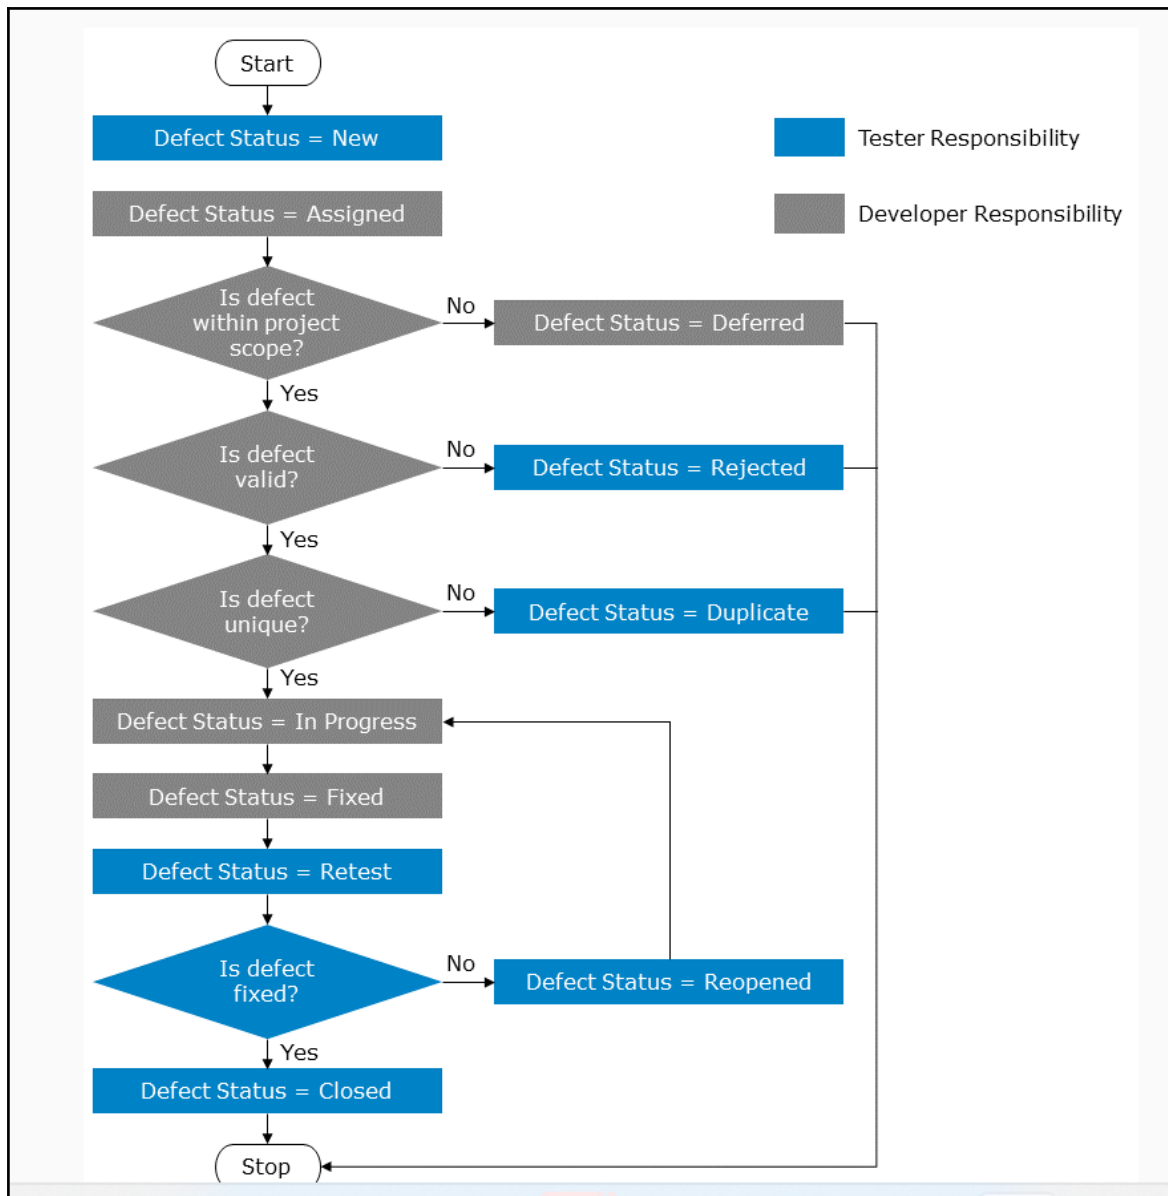 Start
Defect Status = New
Tester Responsibility
Defect Status = Assigned
Developer Responsibility
Is defect
within project
scope?
No
Defect Status = Deferred
Yes
Is defect
valid?
No
Defect Status = Rejected
Yes
Is defect
unique?
No
Defect Status = Duplicate
Yes
Defect Status = In Progress
Defect Status = Fixed
Defect Status = Retest
Is defect
fixed?
No
Defect Status = Reopened
Yes
Defect Status = Closed
Stop